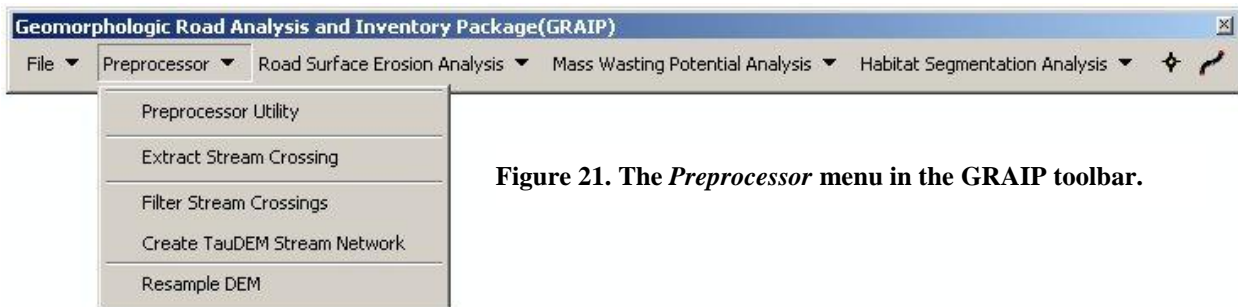 Geomorphologic Road Analysis and Inventory Package(GRAIP)
File Preprocessor Road Surface Erosion Analysis Mass Wasting Potential Analysis Habitat Segmentation Analysis
Preprocessor Utility
Extract Stream Crossing
Filter Stream Crossings
Create TauDEM Stream Network
Resample DEM
Figure 21. The Preprocessor menu in the GRAIP toolbar.